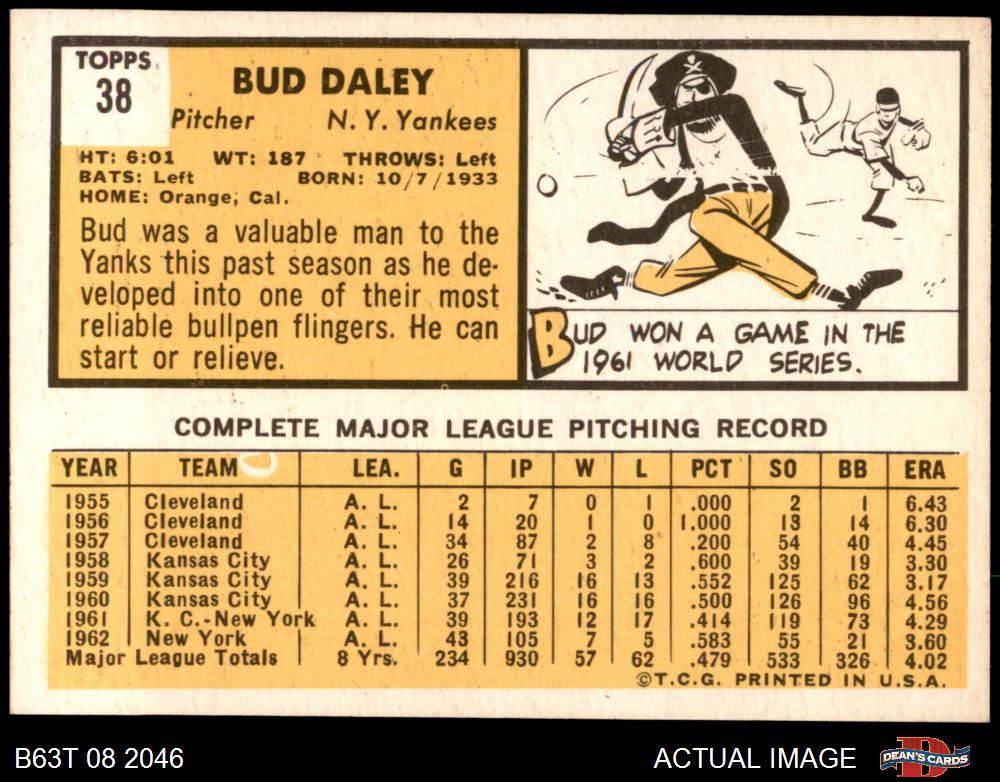 TOPPS
38
BUD DALEY
Pitcher N. Y. Yankees
HT: 6:01 WT: 187 THROWS: Left
BATS: Left BORN: 10/7/1933
HOME: Orange, Cal.
Bud was a valuable man to the
Yanks this past season as he de-
veloped into one of their most
reliable bullpen flingers. He can
start or relieve.
BUD WON A GAME IN THE
1961 WORLD SERIES.
COMPLETE MAJOR LEAGUE PITCHING RECORD
YEAR TEAM LEA. G IP W L PCT SO BB ERA
1955 Cleveland A. L. 2 7 0 1 .000 2 1 6.43
1956 Cleveland A. L. 14 20 1 0 1.000 13 14 6.30
1957 Cleveland A. L. 34 87 2 8 .200 54 40 4.45
1958 Kansas City A. L. 26 71 3 2 .600 39 19 3.30
1959 Kansas City A. L. 39 216 16 13 .552 125 62 3.17
1960 Kansas City A. L. 37 231 16 16 .500 126 96 4.56
1961 K. C.-New York A. L. 39 193 12 17 .414 119 73 4.29
1962 New York A. L. 43 105 7 5 .583 55 21 3.60
Major League Totals 8 Yrs. 234 930 57 62 .479 533 326 4.02
©T.C.G. PRINTED IN U.S.A.
B63T 08 2046 ACTUAL IMAGE DEAN'S CARDS